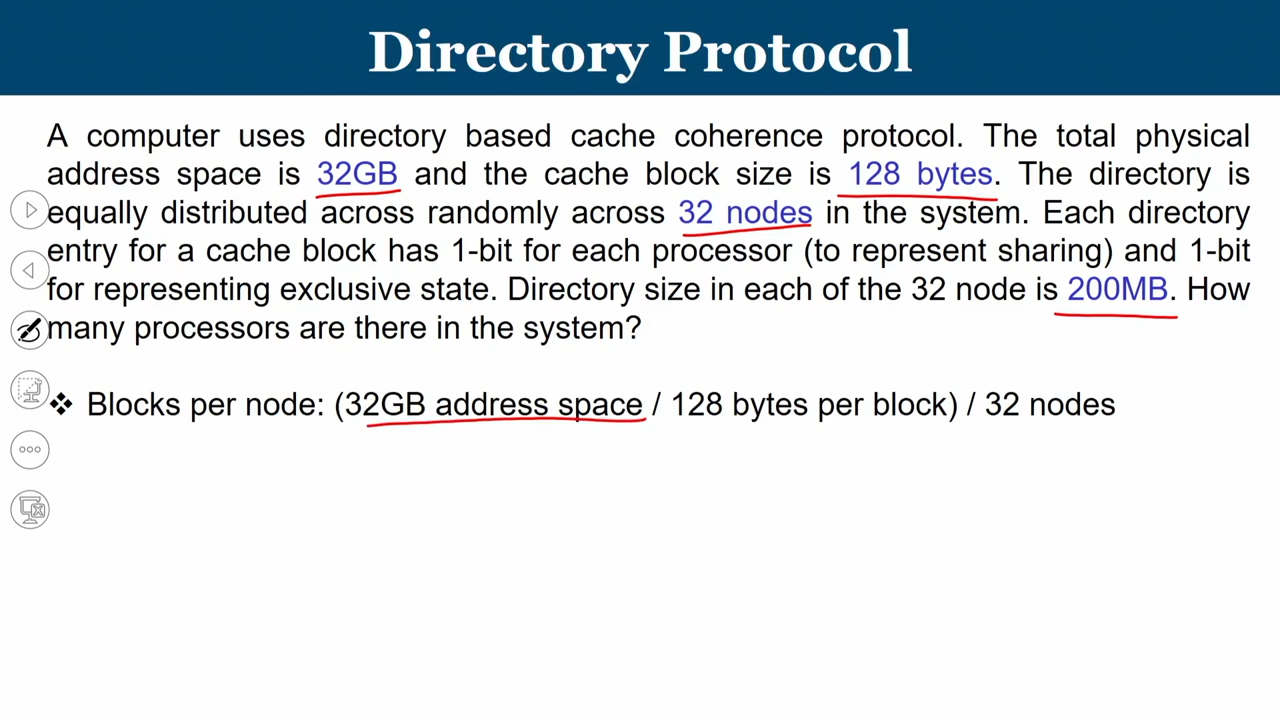 Directory Protocol
A computer uses directory based cache coherence protocol. The total physical
address space is 32GB and the cache block size is 128 bytes. The directory is
equally distributed across randomly across 32 nodes in the system. Each directory
entry for a cache block has 1-bit for each processor (to represent sharing) and 1-bit
for representing exclusive state. Directory size in each of the 32 node is 200MB. How
many processors are there in the system?
❖ Blocks per node: (32GB address space / 128 bytes per block) / 32 nodes